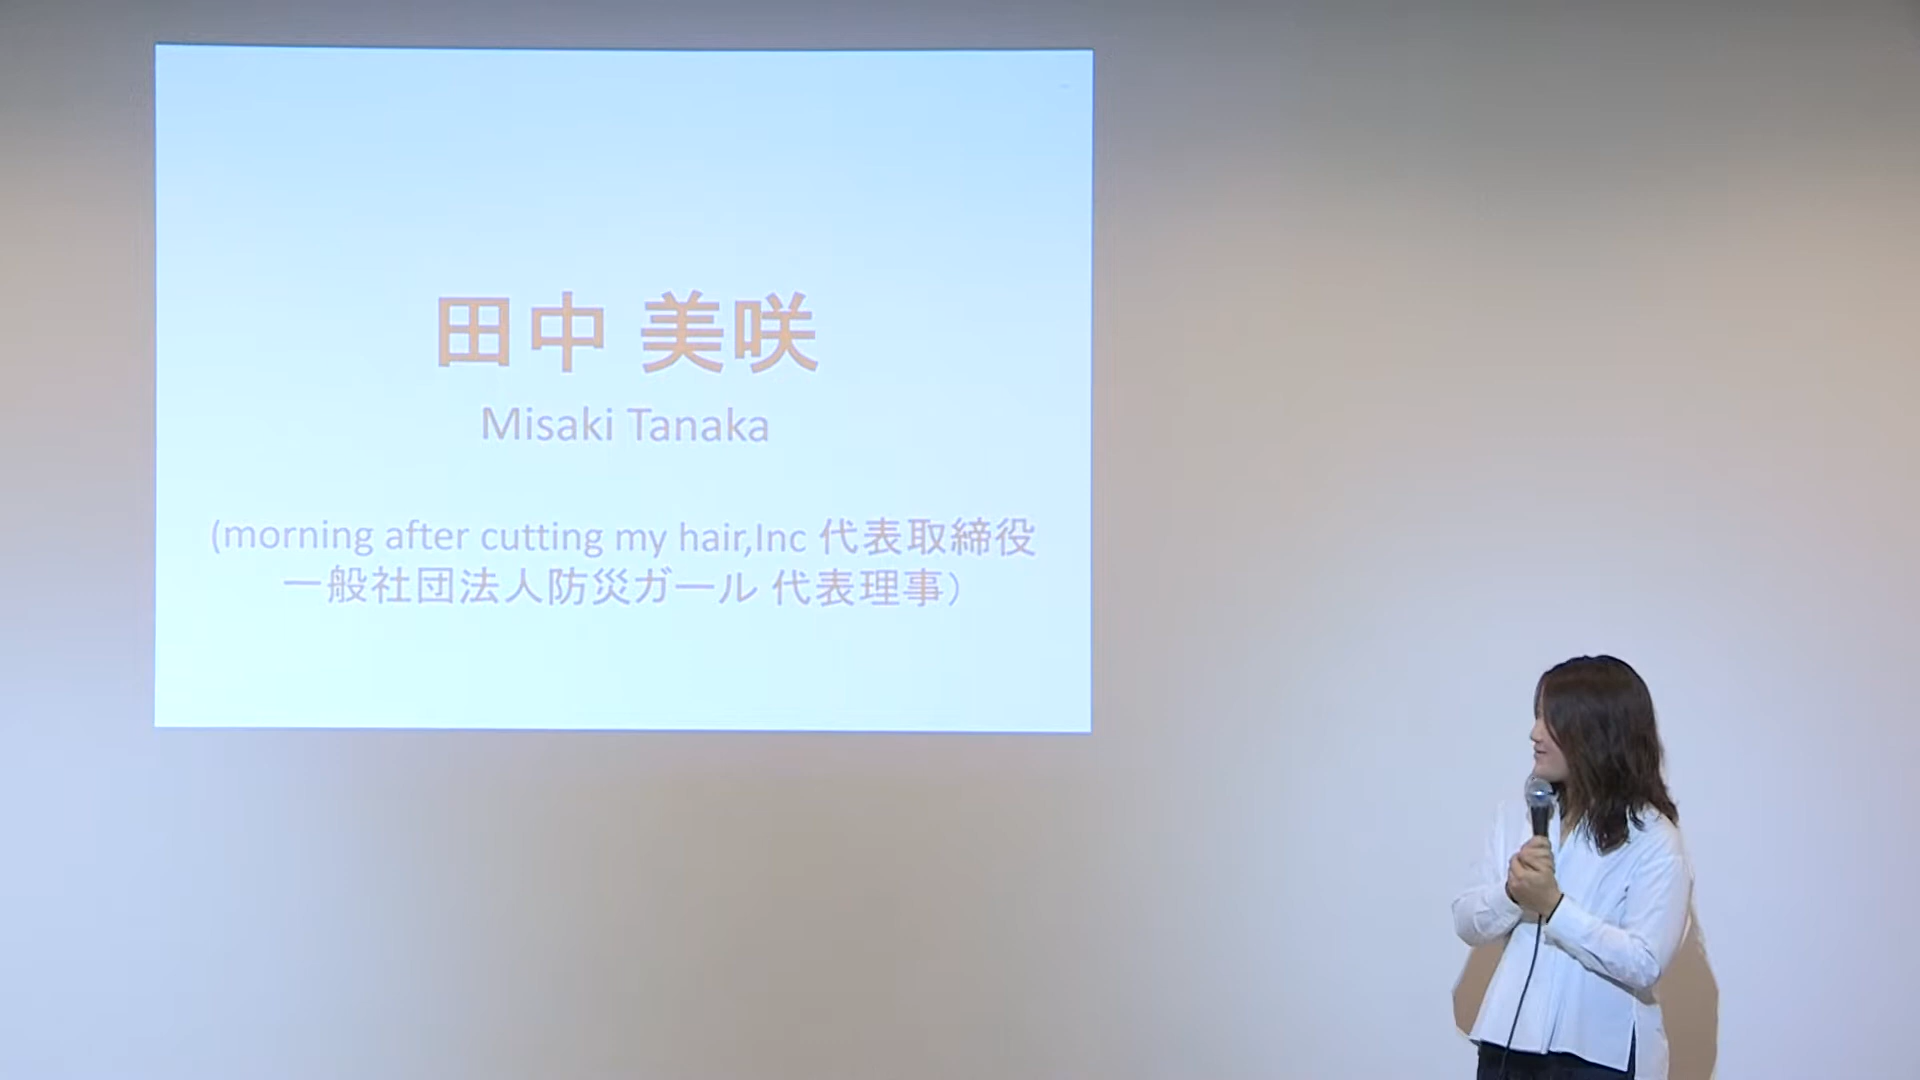 田中 美咲
Misaki Tanaka
(morning after cutting my hair,Inc 代表取締役
一般社団法人防災ガール 代表理事）